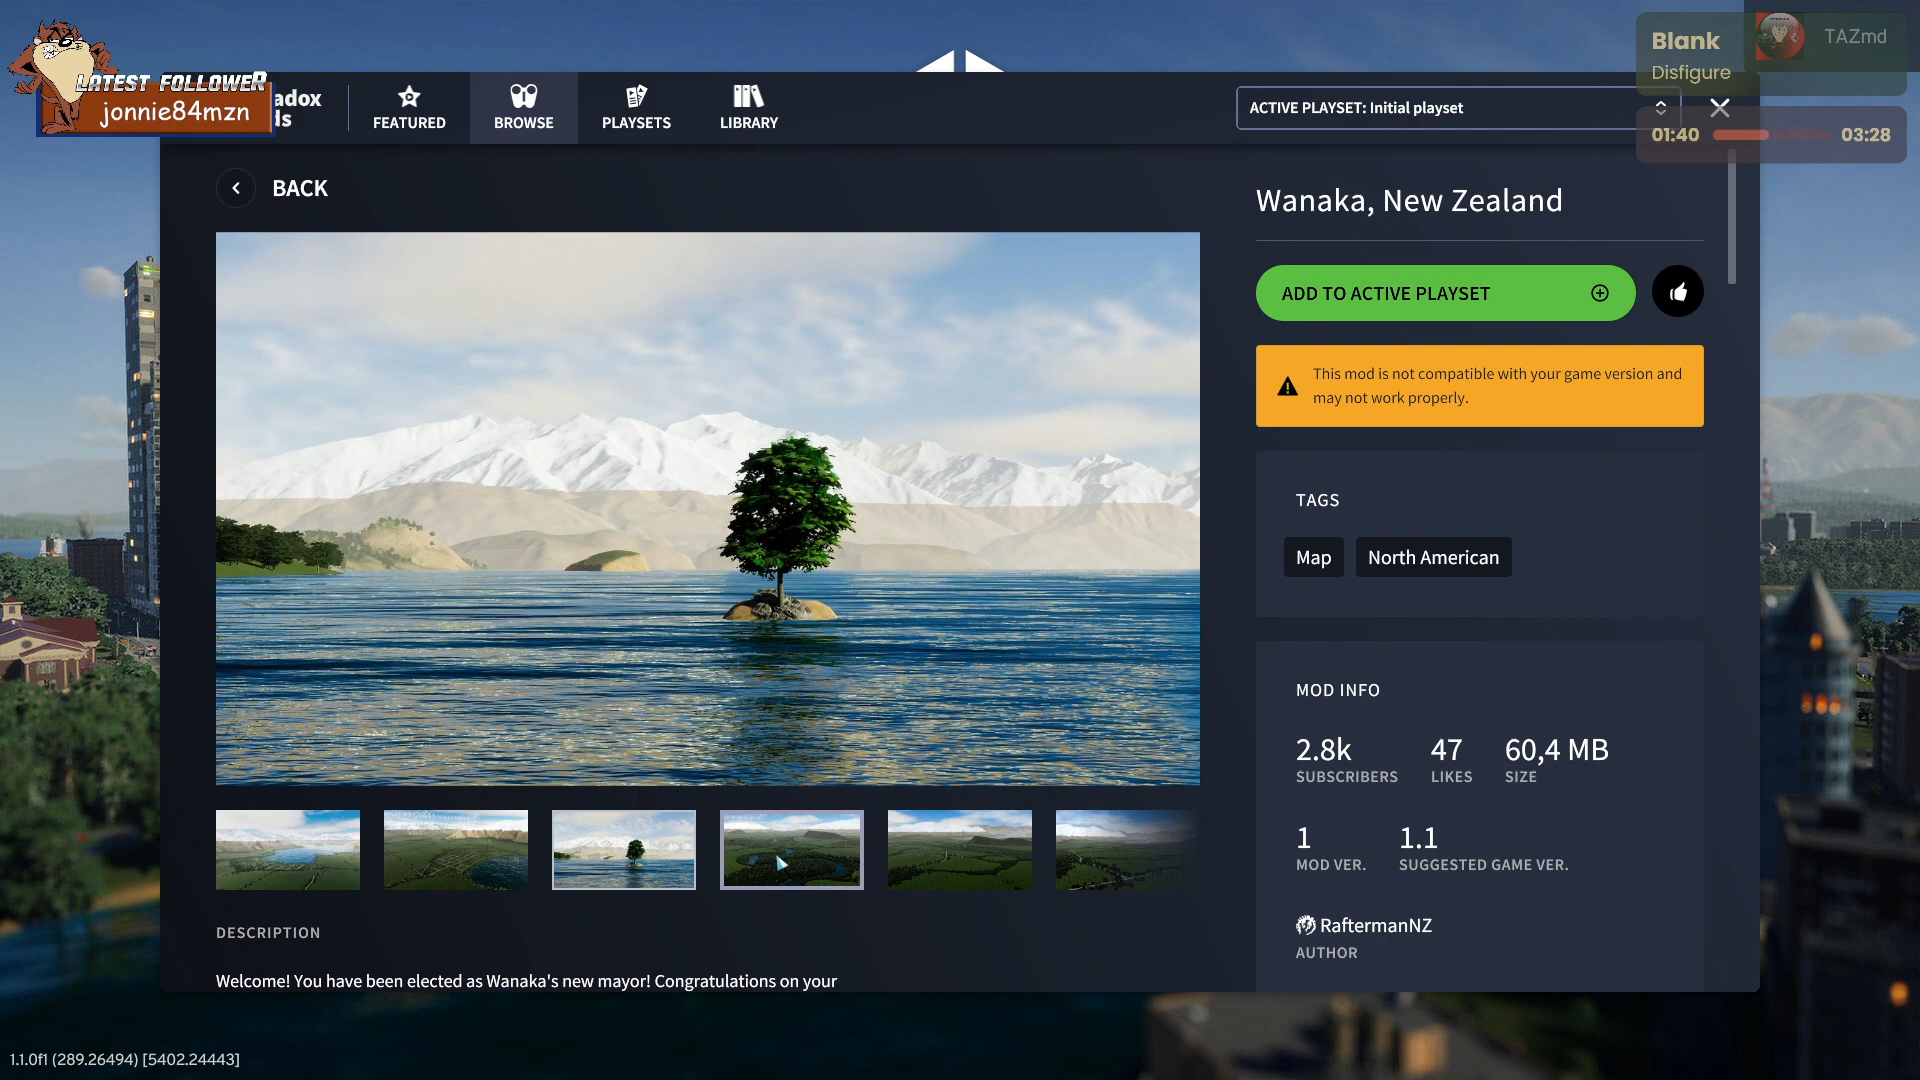 LATEST FOLLOWER
jonnie84mzn
adox
ds
FEATURED
BROWSE
PLAYSETS
LIBRARY
ACTIVE PLAYSET: Initial playset
Blank
Disfigure
TAZmd
01:40
03:28
BACK
Wanaka, New Zealand
ADD TO ACTIVE PLAYSET
This mod is not compatible with your game version and
may not work properly.
TAGS
Map
North American
MOD INFO
2.8k
SUBSCRIBERS
47
LIKES
60,4 MB
SIZE
1
MOD VER.
1.1
SUGGESTED GAME VER.
RaftermanNZ
AUTHOR
DESCRIPTION
Welcome! You have been elected as Wanaka's new mayor! Congratulations on your
1.1.0f1 (289.26494) [5402.24443]